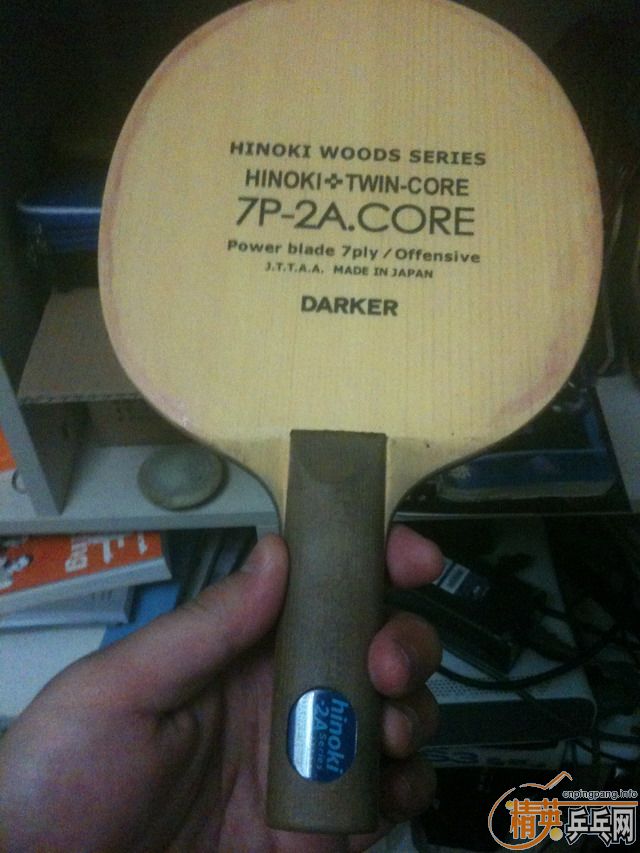 HINOKI WOODS SERIES
HINOKI✣TWIN-CORE
7P-2A.CORE
Power blade 7ply / Offensive
J.T.T.A.A. MADE IN JAPAN
DARKER
hinoki
-2A Series
cnpingpang.info
精英乒乓网